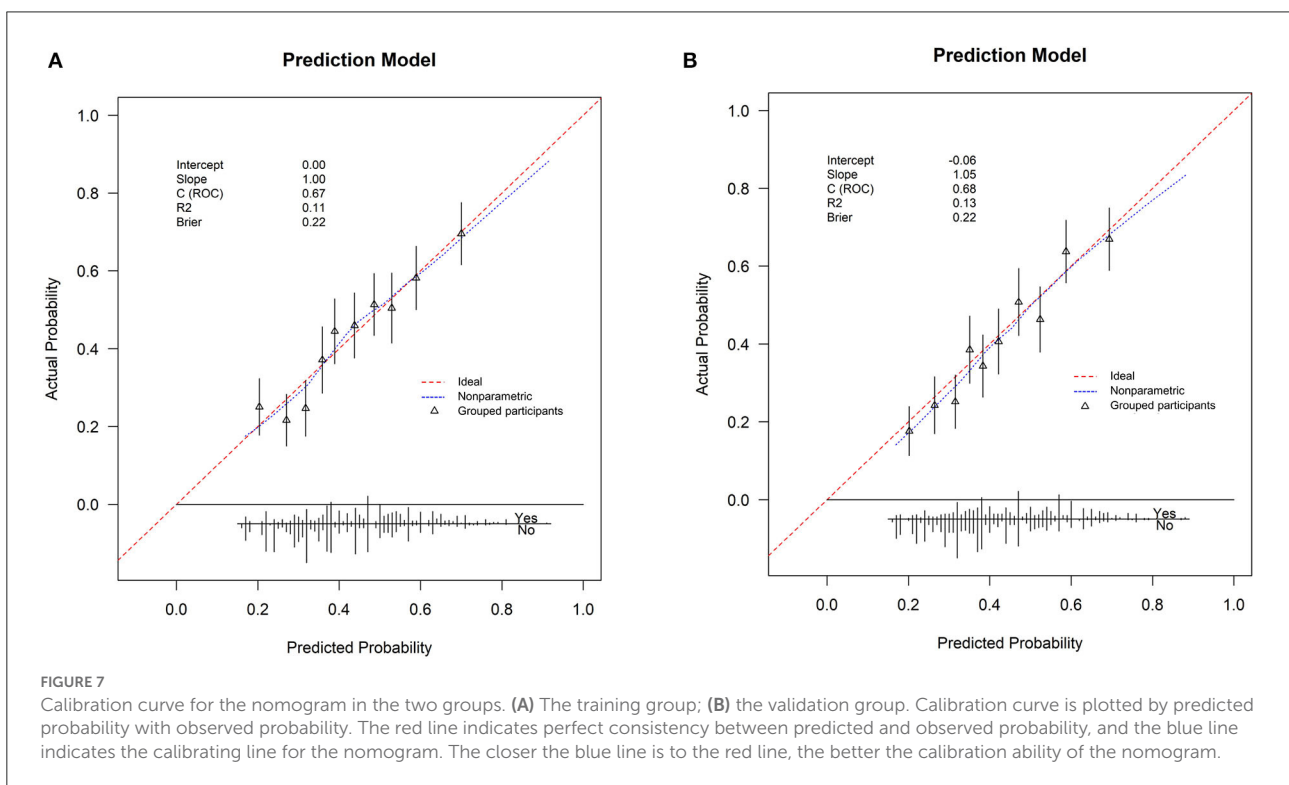 A
Prediction Model
Intercept 0.00
Slope 1.00
C (ROC) 0.67
R2 0.11
Brier 0.22
Actual Probability
1.0
0.8
0.6
0.4
0.2
0.0
Ideal
Nonparametric
Grouped participants
Yes
No
0.0 0.2 0.4 0.6 0.8 1.0
Predicted Probability
B
Prediction Model
Intercept -0.06
Slope 1.05
C (ROC) 0.68
R2 0.13
Brier 0.22
Actual Probability
1.0
0.8
0.6
0.4
0.2
0.0
Ideal
Nonparametric
Grouped participants
Yes
No
0.0 0.2 0.4 0.6 0.8 1.0
Predicted Probability
FIGURE 7
Calibration curve for the nomogram in the two groups. (A) The training group; (B) the validation group. Calibration curve is plotted by predicted
probability with observed probability. The red line indicates perfect consistency between predicted and observed probability, and the blue line
indicates the calibrating line for the nomogram. The closer the blue line is to the red line, the better the calibration ability of the nomogram.